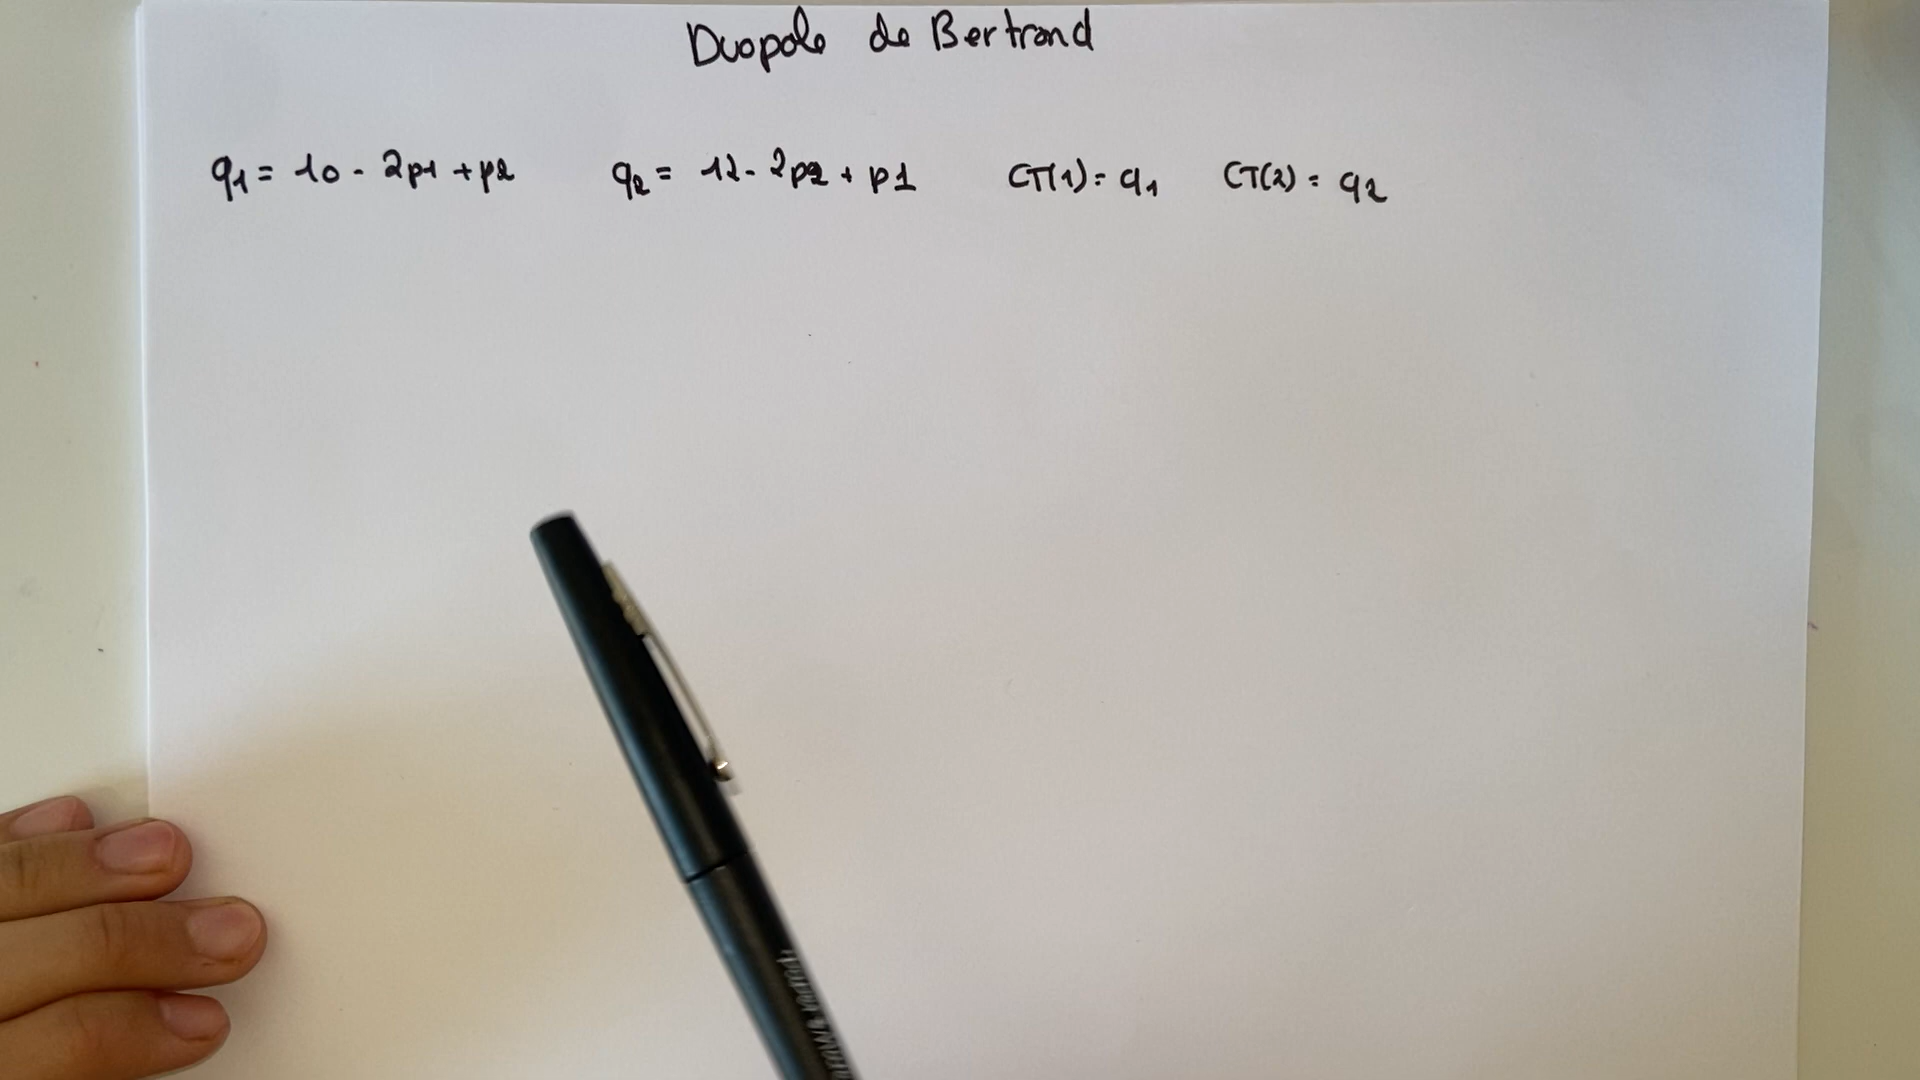 Duopole de Bertrand
q1 = 10 - 2p1 + p2 q2 = 12 - 2p2 + p1 CT(1) = q1 CT(2) = q2